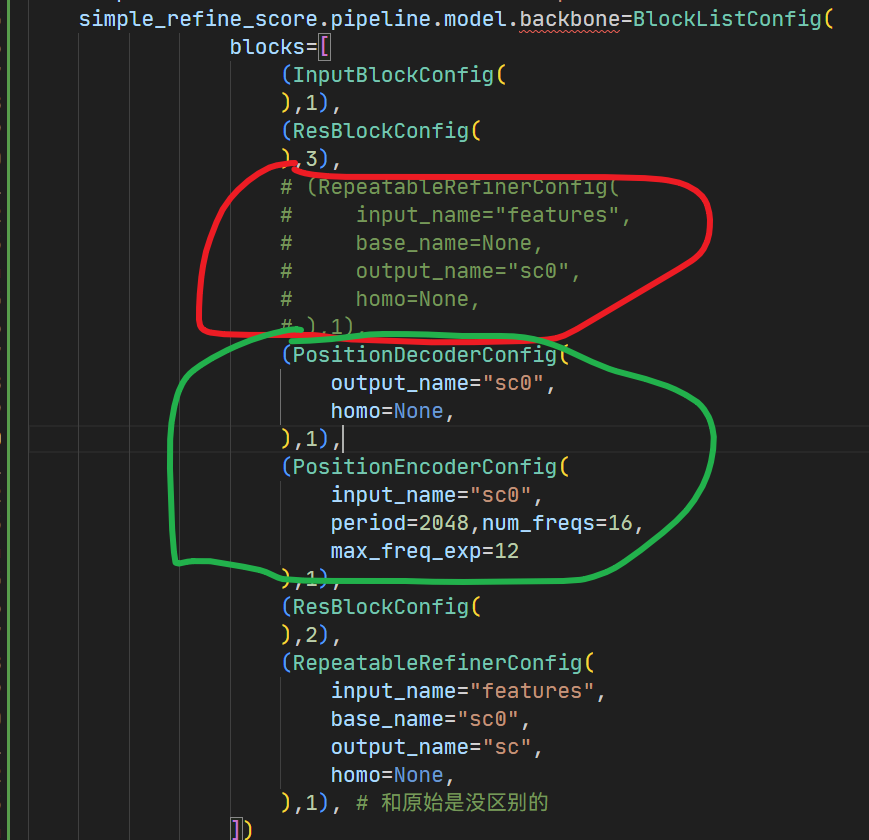 simple_refine_score.pipeline.model.backbone=BlockListConfig(
blocks=[
(InputBlockConfig(
),1),
(ResBlockConfig(
),3),
# (RepeatableRefinerConfig(
#     input_name="features",
#     base_name=None,
#     output_name="sc0",
#     homo=None,
# ),1),
(PositionDecoderConfig(
output_name="sc0",
homo=None,
),1),
(PositionEncoderConfig(
input_name="sc0",
period=2048,num_freqs=16,
max_freq_exp=12
),1),
(ResBlockConfig(
),2),
(RepeatableRefinerConfig(
input_name="features",
base_name="sc0",
output_name="sc",
homo=None,
),1), # 和原始是没区别的
])